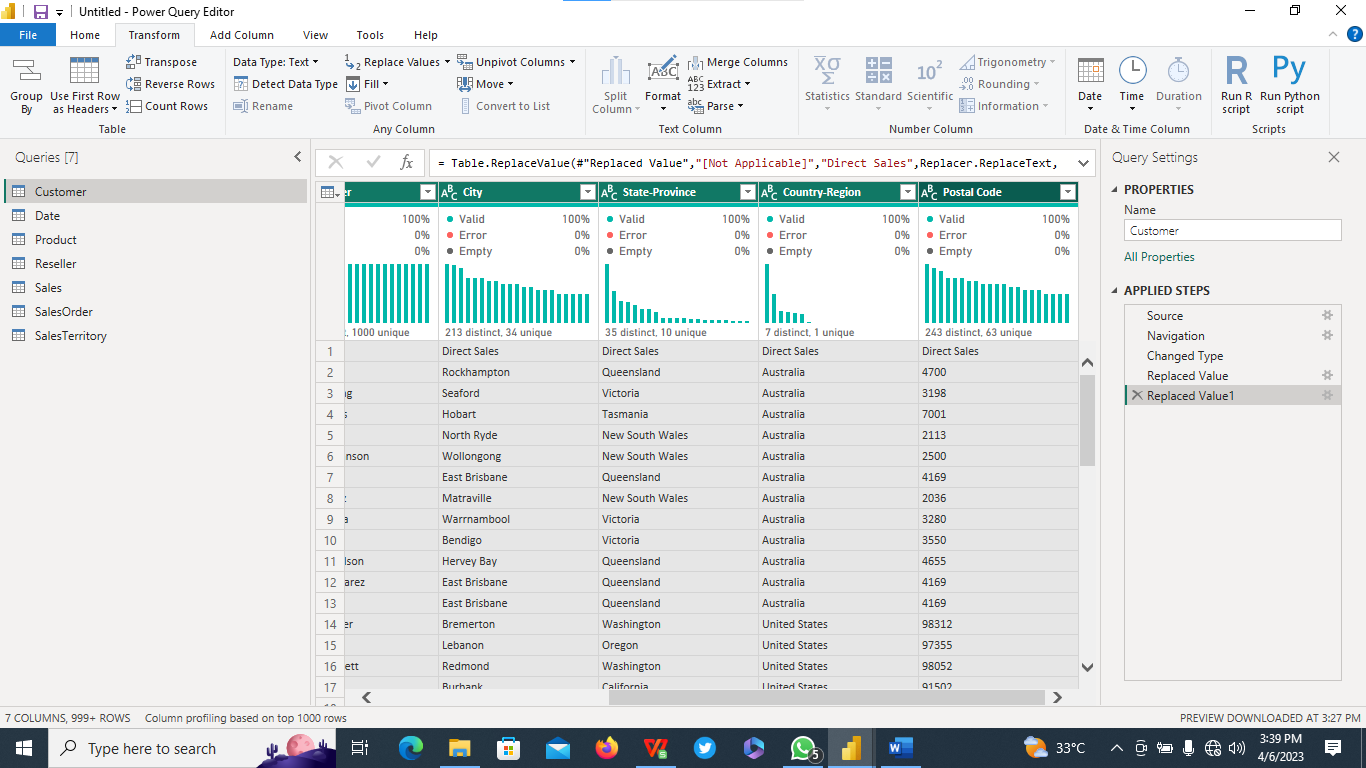 Untitled - Power Query Editor
File Home Transform Add Column View Tools Help
Group By
Use First Row as Headers
Transpose
Reverse Rows
Count Rows
Table
Data Type: Text
Detect Data Type
Rename
Replace Values
Fill
Pivot Column
Unpivot Columns
Move
Convert to List
Any Column
Split Column
Format
Merge Columns
Extract
Parse
Text Column
Statistics
Standard
Scientific
Trigonometry
Rounding
Information
Number Column
Date
Time
Duration
Date & Time Column
Run R script
Run Python script
Scripts
Queries [7]
Customer
Date
Product
Reseller
Sales
SalesOrder
SalesTerritory
= Table.ReplaceValue(#"Replaced Value","[Not Applicable]","Direct Sales",Replacer.ReplaceText,
er City State-Province Country-Region Postal Code
100% Valid 100% Valid 100% Valid 100% Valid 100%
0% Error 0% Error 0% Error 0% Error 0%
0% Empty 0% Empty 0% Empty 0% Empty 0%
t, 1000 unique 213 distinct, 34 unique 35 distinct, 10 unique 7 distinct, 1 unique 243 distinct, 63 unique
1 Direct Sales Direct Sales Direct Sales Direct Sales
2 Rockhampton Queensland Australia 4700
3 ng Seaford Victoria Australia 3198
4 s Hobart Tasmania Australia 7001
5 North Ryde New South Wales Australia 2113
6 nson Wollongong New South Wales Australia 2500
7 East Brisbane Queensland Australia 4169
8 z Matraville New South Wales Australia 2036
9 a Warrnambool Victoria Australia 3280
10 Bendigo Victoria Australia 3550
11 lson Hervey Bay Queensland Australia 4655
12 arez East Brisbane Queensland Australia 4169
13 East Brisbane Queensland Australia 4169
14 er Bremerton Washington United States 98312
15 Lebanon Oregon United States 97355
16 ett Redmond Washington United States 98052
17 Burbank California United States 91502
Query Settings
PROPERTIES
Name
Customer
All Properties
APPLIED STEPS
Source
Navigation
Changed Type
Replaced Value
Replaced Value1
7 COLUMNS, 999+ ROWS Column profiling based on top 1000 rows PREVIEW DOWNLOADED AT 3:27 PM
Type here to search
5
33°C
3:39 PM
4/6/2023